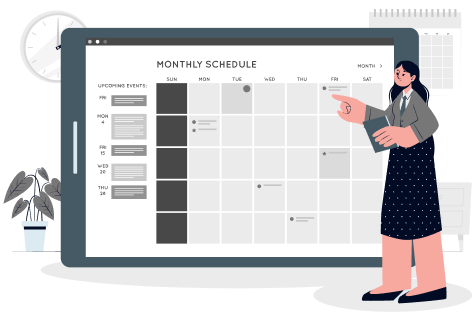 MONTHLY SCHEDULE
MONTH >
UPCOMING EVENTS:
SUN MON TUE WED THU FRI SAT
FRI
MON
4
FRI
15
WED
20
THU
28